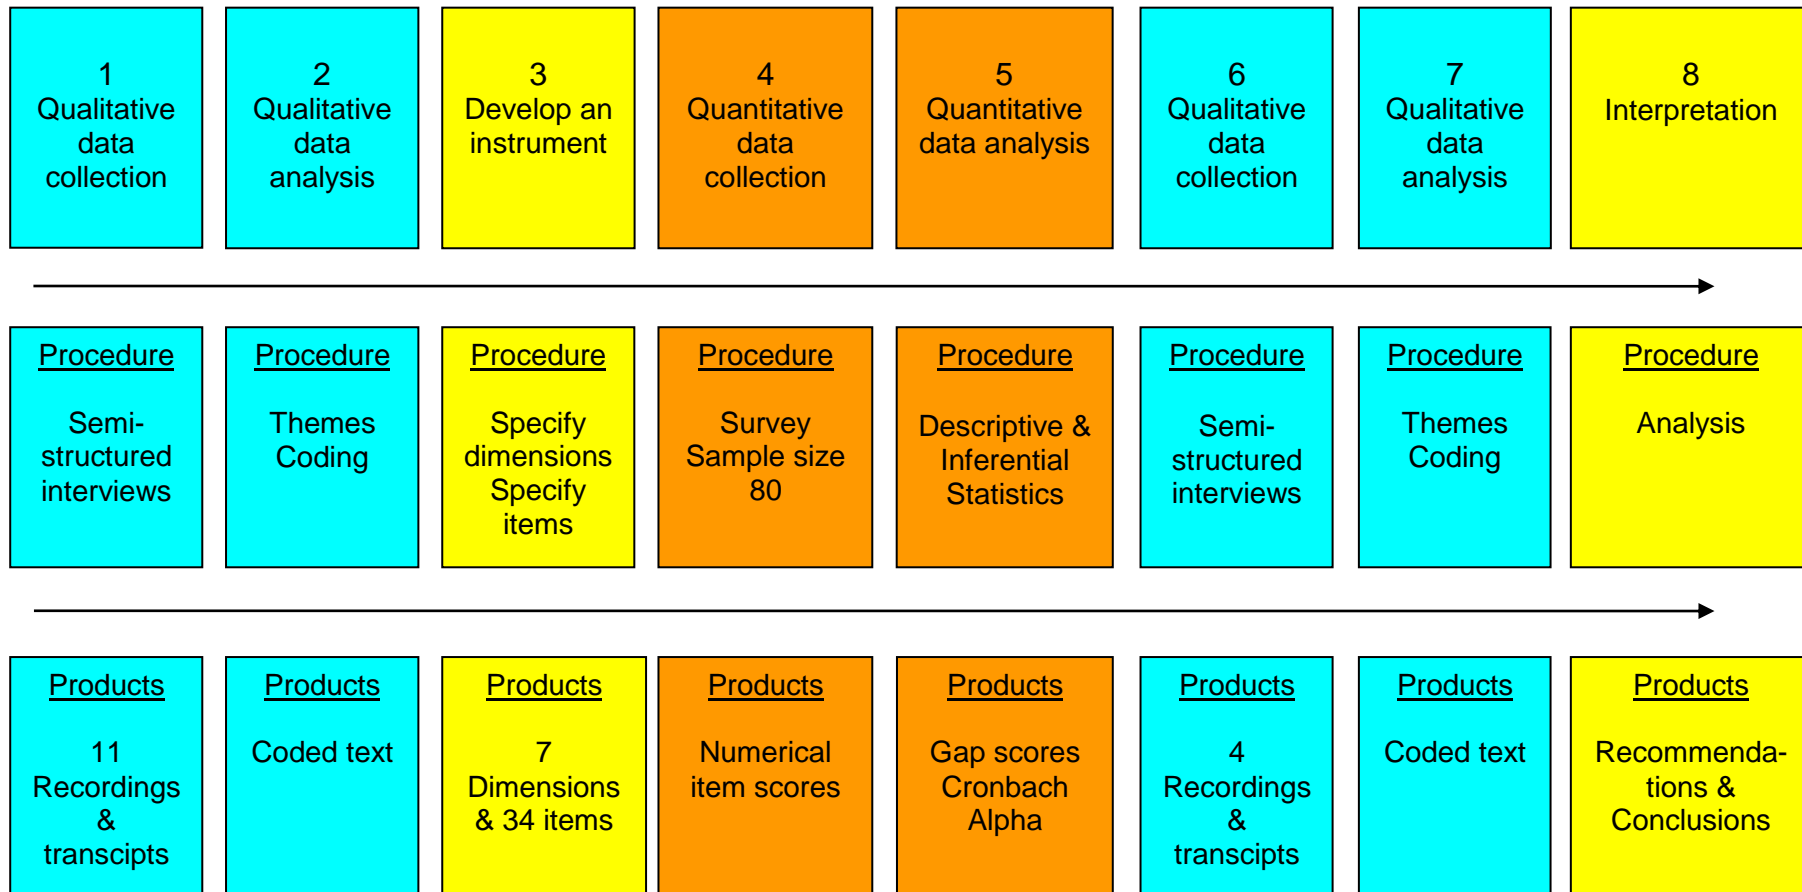 1
Qualitative
data
collection
2
Qualitative
data
analysis
3
Develop an
instrument
4
Quantitative
data
collection
5
Quantitative
data analysis
6
Qualitative
data
collection
7
Qualitative
data
analysis
8
Interpretation
Procedure
Semi-
structured
interviews
Procedure
Themes
Coding
Procedure
Specify
dimensions
Specify
items
Procedure
Survey
Sample size
80
Procedure
Descriptive &
Inferential
Statistics
Procedure
Semi-
structured
interviews
Procedure
Themes
Coding
Procedure
Analysis
Products
11
Recordings
&
transcipts
Products
Coded text
Products
7
Dimensions
& 34 items
Products
Numerical
item scores
Products
Gap scores
Cronbach
Alpha
Products
4
Recordings
&
transcipts
Products
Coded text
Products
Recommenda-
tions &
Conclusions